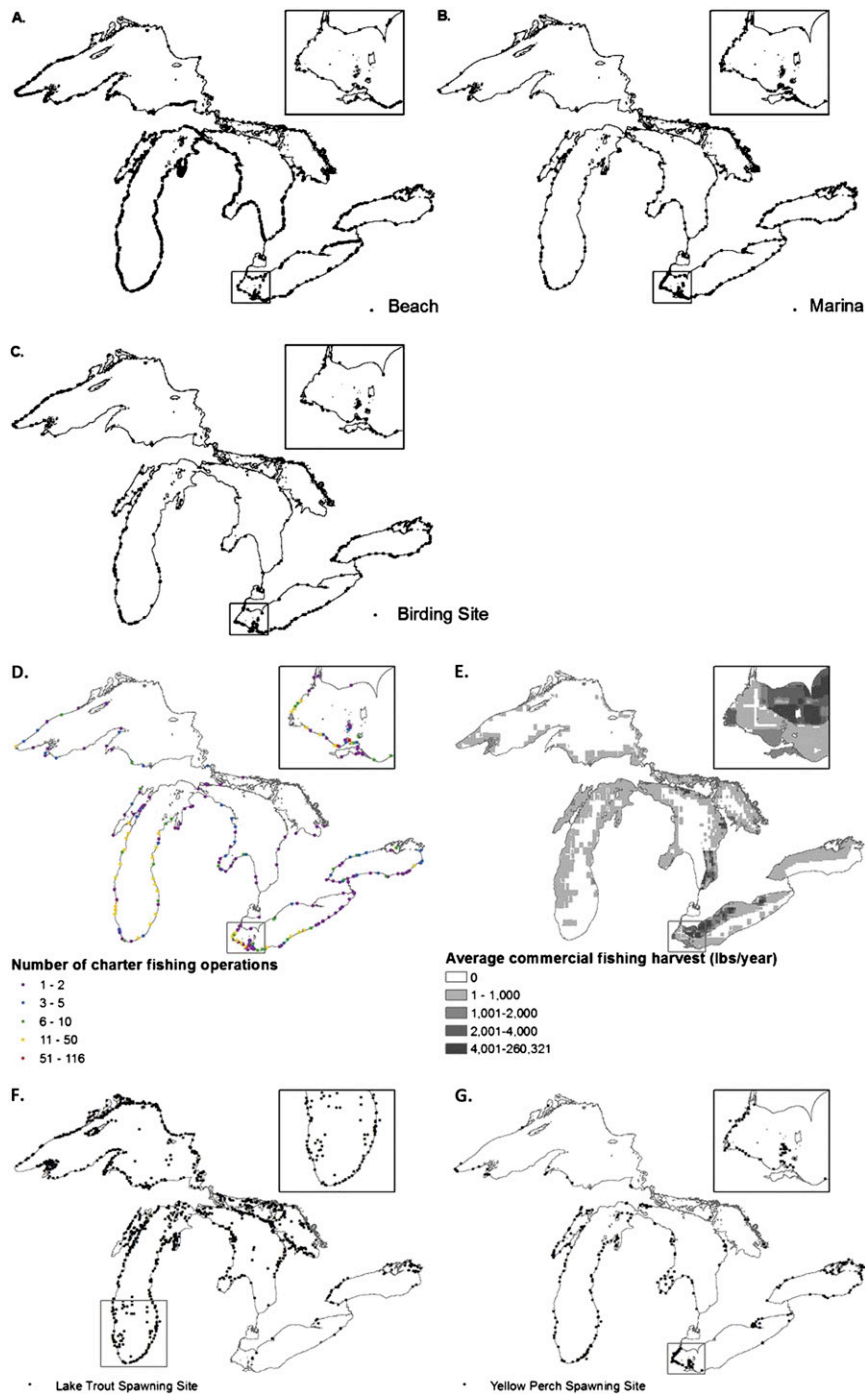 A.
B.
Beach
Marina
C.
Birding Site
D.
E.
Number of charter fishing operations
1 - 2
3 - 5
6 - 10
11 - 50
51 - 116
Average commercial fishing harvest (lbs/year)
0
1 - 1,000
1,001-2,000
2,001-4,000
4,001-260,321
F.
G.
Lake Trout Spawning Site
Yellow Perch Spawning Site